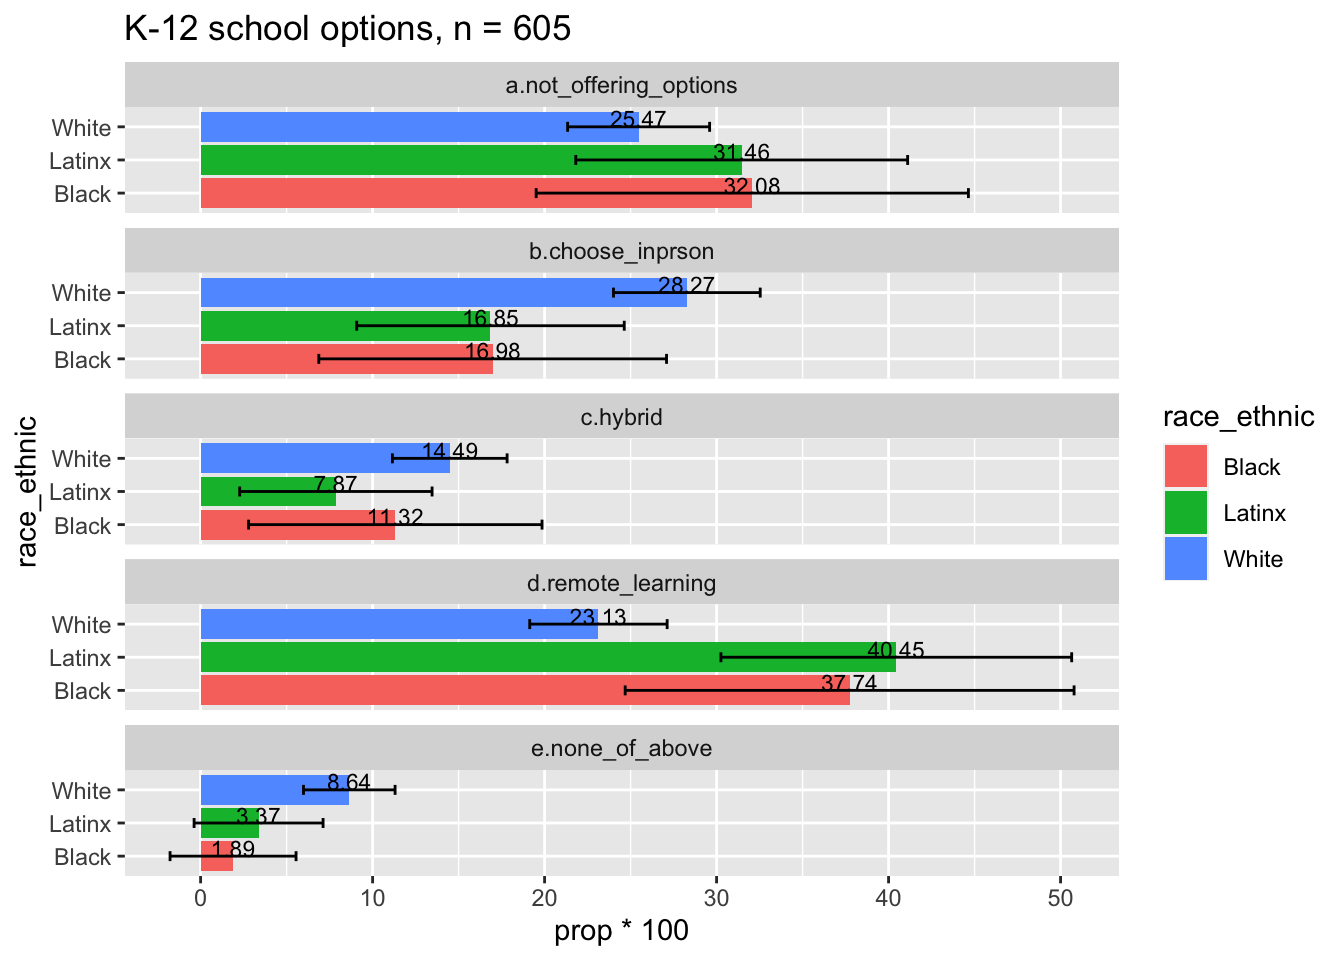 K-12 school options, n = 605
a.not_offering_options
White
25.47
Latinx
31.46
Black
32.08
b.choose_inprson
White
28.27
Latinx
16.85
Black
16.98
c.hybrid
White
14.49
Latinx
7.87
Black
11.32
d.remote_learning
White
23.13
Latinx
40.45
Black
37.74
e.none_of_above
White
8.64
Latinx
3.37
Black
1.89
0 10 20 30 40 50
prop * 100
race_ethnic
race_ethnic
Black
Latinx
White